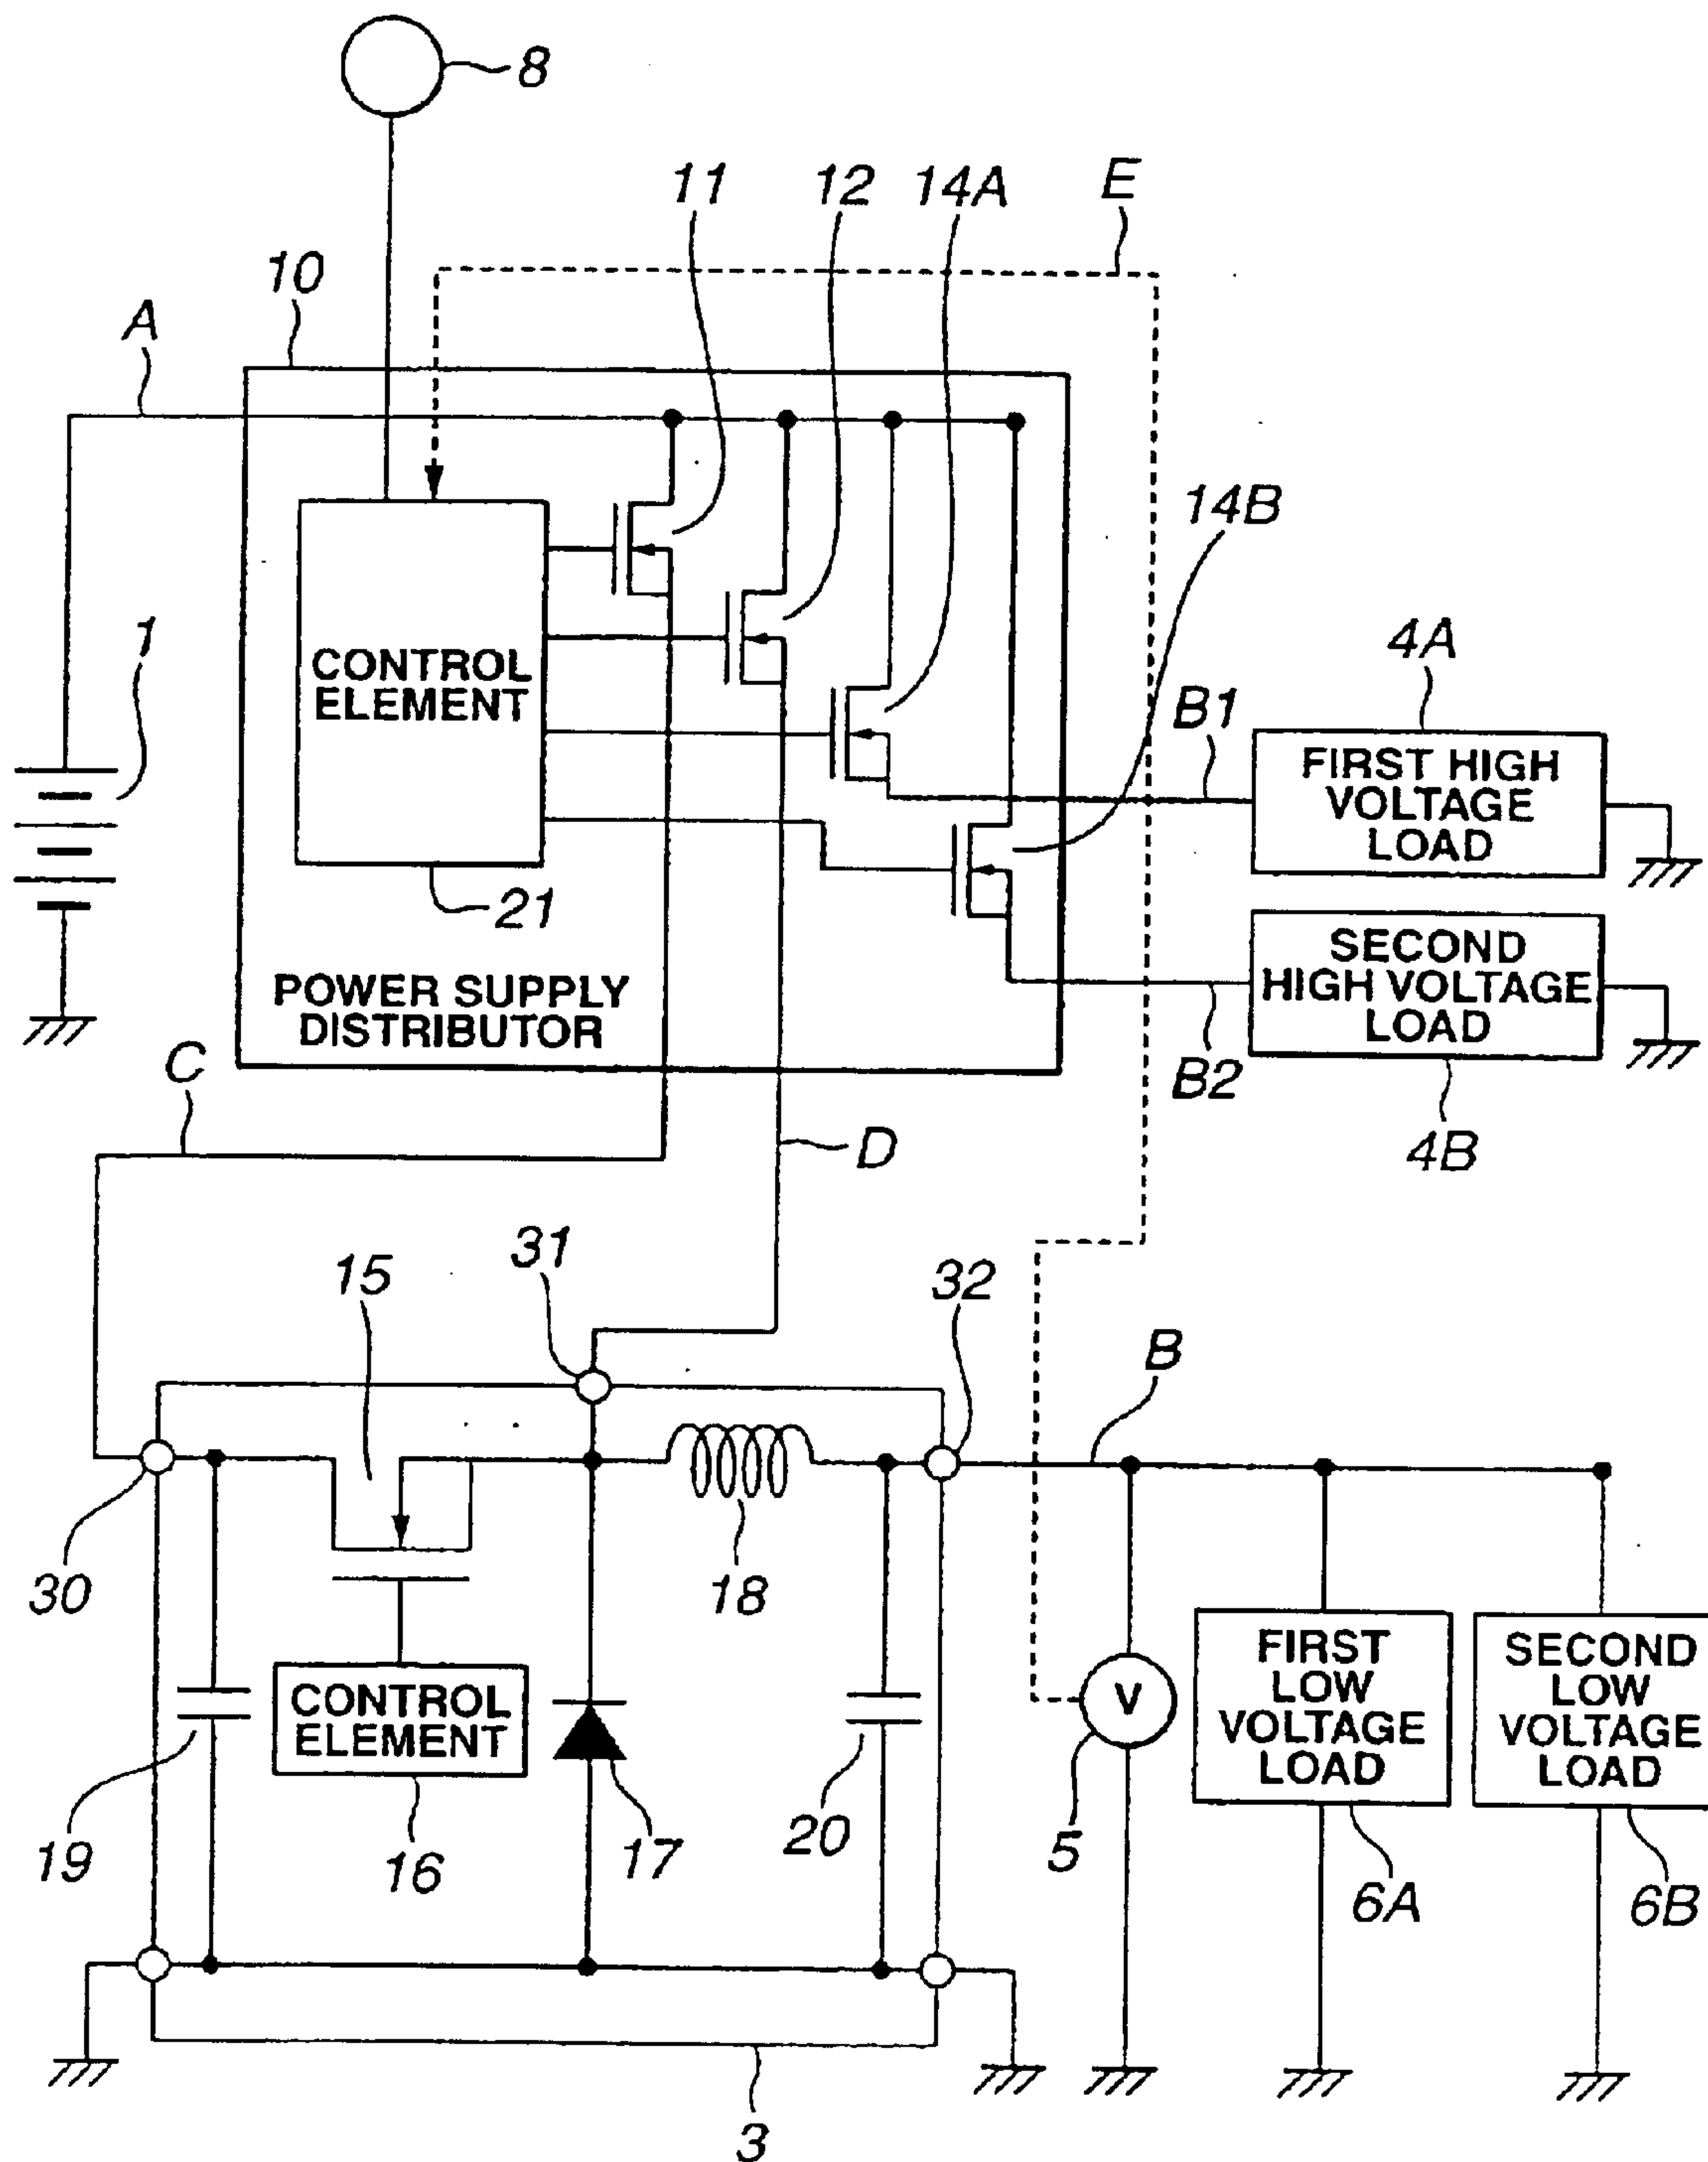 8
11
12
14A
E
10
A
14B
1
CONTROL
ELEMENT
4A
B1
FIRST HIGH
VOLTAGE
LOAD
21
SECOND
HIGH VOLTAGE
LOAD
POWER SUPPLY
DISTRIBUTOR
C
B2
D
4B
31
15
32
B
30
18
CONTROL
ELEMENT
V
FIRST
LOW
VOLTAGE
LOAD
SECOND
LOW
VOLTAGE
LOAD
19
16
17
20
5
6A
6B
3